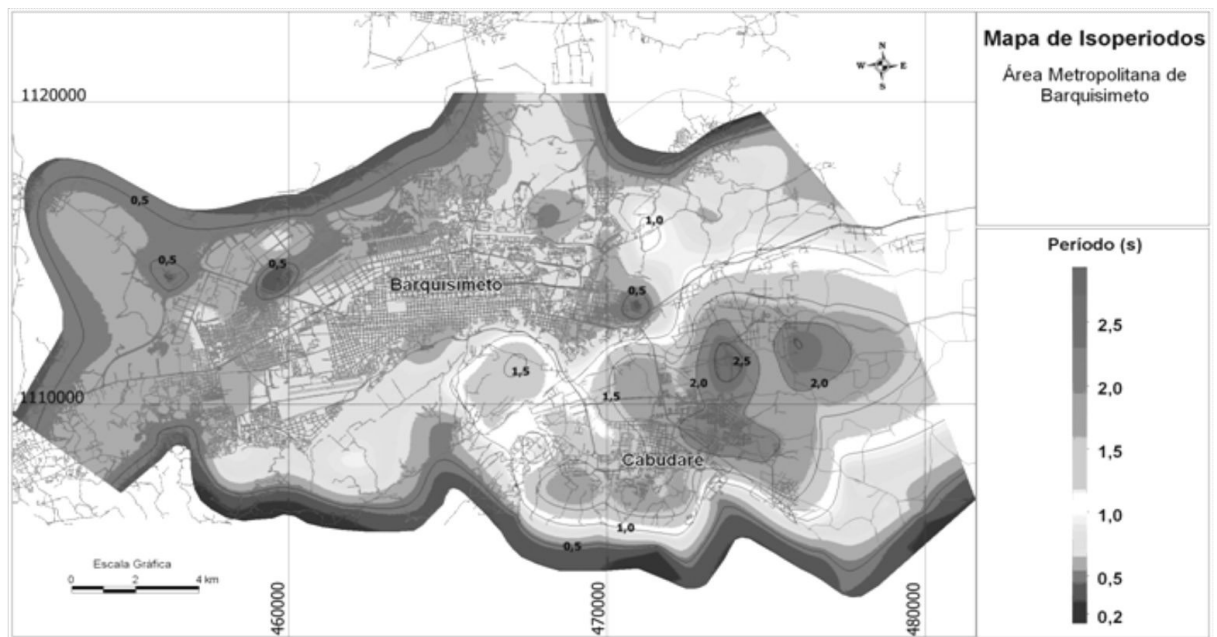 Mapa de Isoperiodos
Área Metropolitana de
Barquisimeto
N
W E
S
1120000
0,5
1,0
0,5
0,5
Barquisimeto
0,5
1,5
2,5
2,0
2,0
1110000
1,5
Cabudare
1,0
0,5
Escala Gráfica
0 2 4 km
460000
470000
480000
Período (s)
2,5
2,0
1,5
1,0
0,5
0,2